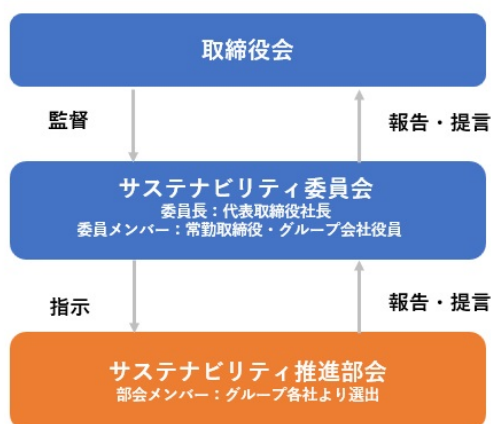 取締役会
監督
報告・提言
サステナビリティ委員会
委員長：代表取締役社長
委員メンバー：常勤取締役・グループ会社役員
指示
報告・提言
サステナビリティ推進部会
部会メンバー：グループ各社より選出